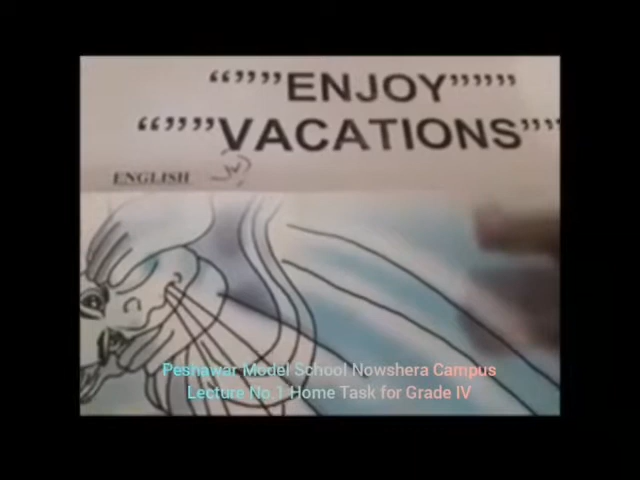 “””””ENJOY”””””
“””””VACATIONS””””
ENGLISH
Peshawar Model School Nowshera Campus
Lecture No.1 Home Task for Grade IV